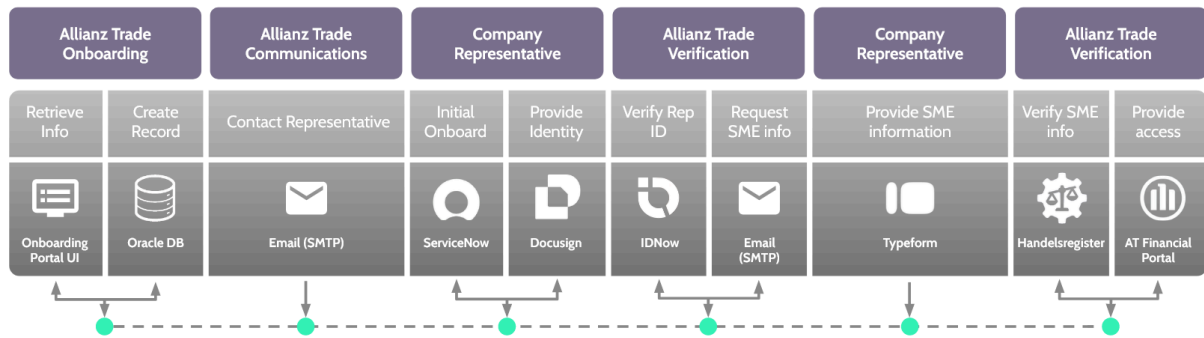 Allianz Trade
Onboarding
Allianz Trade
Communications
Company
Representative
Allianz Trade
Verification
Company
Representative
Allianz Trade
Verification
Retrieve
Info
Create
Record
Contact Representative
Initial
Onboard
Provide
Identity
Verify Rep
ID
Request
SME info
Provide SME
information
Verify SME
info
Provide
access
Onboarding
Portal UI
Oracle DB
Email (SMTP)
ServiceNow
Docusign
IDNow
Email
(SMTP)
Typeform
Handelsregister
AT Financial
Portal